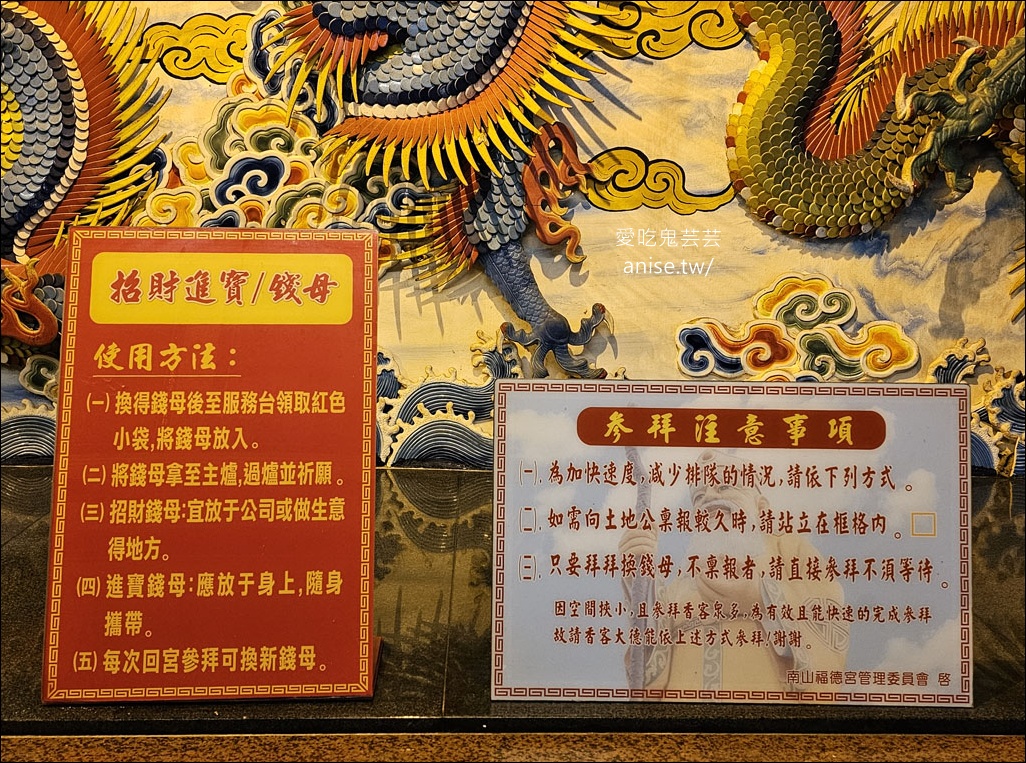 愛吃鬼芸芸
anise.tw/
招財進寶/錢母
使用方法：
㈠ 換得錢母後至服務台領取紅色
小袋,將錢母放入。
㈡ 將錢母拿至主爐,過爐並祈願。
㈢ 招財錢母:宜放于公司或做生意
得地方。
㈣ 進寶錢母:應放于身上,隨身
攜帶。
㈤ 每次回宮參拜可換新錢母。
參拜注意事項
㈠. 為加快速度,減少排隊的情況,請依下列方式。
㈡. 如需向土地公稟報較久時,請站立在框格內。□
㈢. 只要拜拜換錢母,不稟報者,請直接參拜不須等待。
因空間挾小,且參拜香客眾多,為有效且能快速的完成參拜
故請香客大德能依上述方式參拜!謝謝。
南山福德宮管理委員會 啓